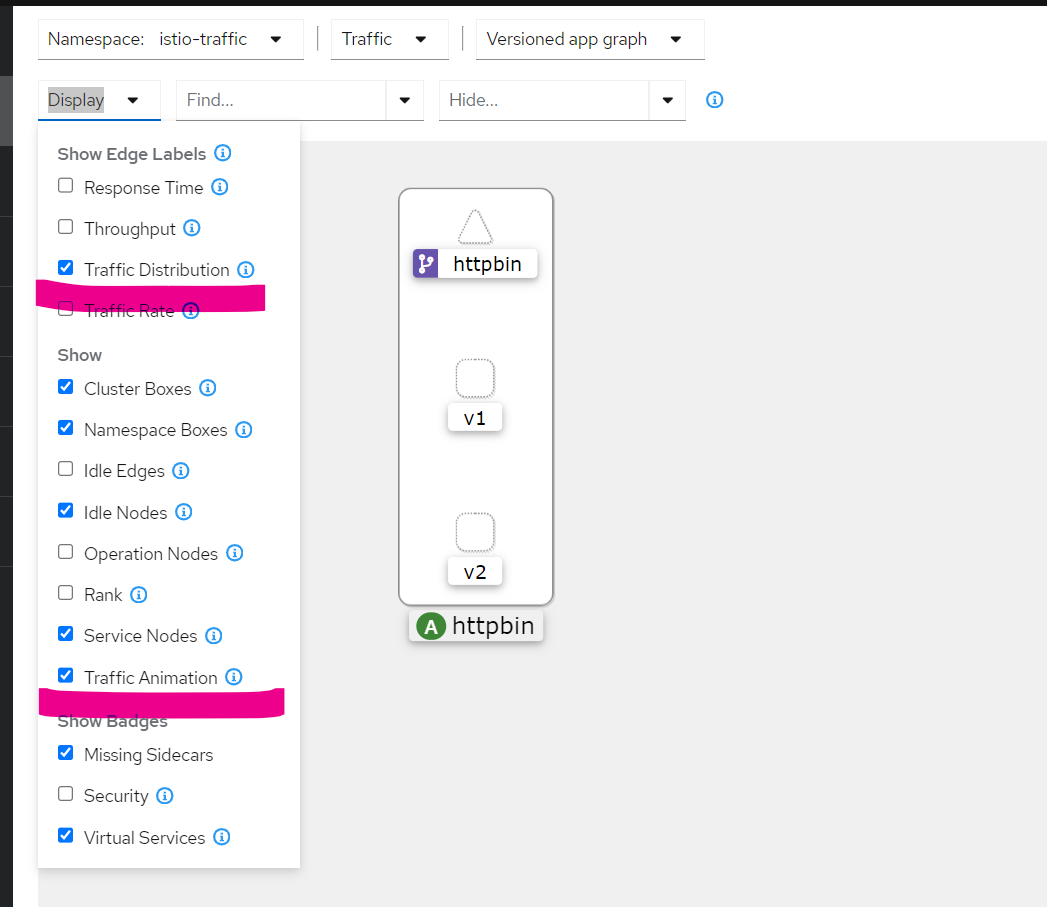 Namespace: istio-traffic Traffic Versioned app graph
Display Find... Hide...
Show Edge Labels
Response Time
Throughput
Traffic Distribution
Traffic Rate
Show
Cluster Boxes
Namespace Boxes
Idle Edges
Idle Nodes
Operation Nodes
Rank
Service Nodes
Traffic Animation
Show Badges
Missing Sidecars
Security
Virtual Services
httpbin
v1
v2
A httpbin